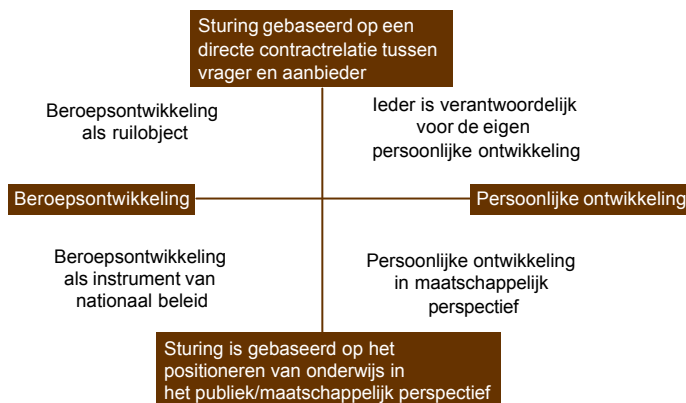 Sturing gebaseerd op een
directe contractrelatie tussen
vrager en aanbieder
Beroepsontwikkeling
als ruilobject
Ieder is verantwoordelijk
voor de eigen
persoonlijke ontwikkeling
Beroepsontwikkeling
Persoonlijke ontwikkeling
Beroepsontwikkeling
als instrument van
nationaal beleid
Persoonlijke ontwikkeling
in maatschappelijk
perspectief
Sturing is gebaseerd op het
positioneren van onderwijs in
het publiek/maatschappelijk perspectief